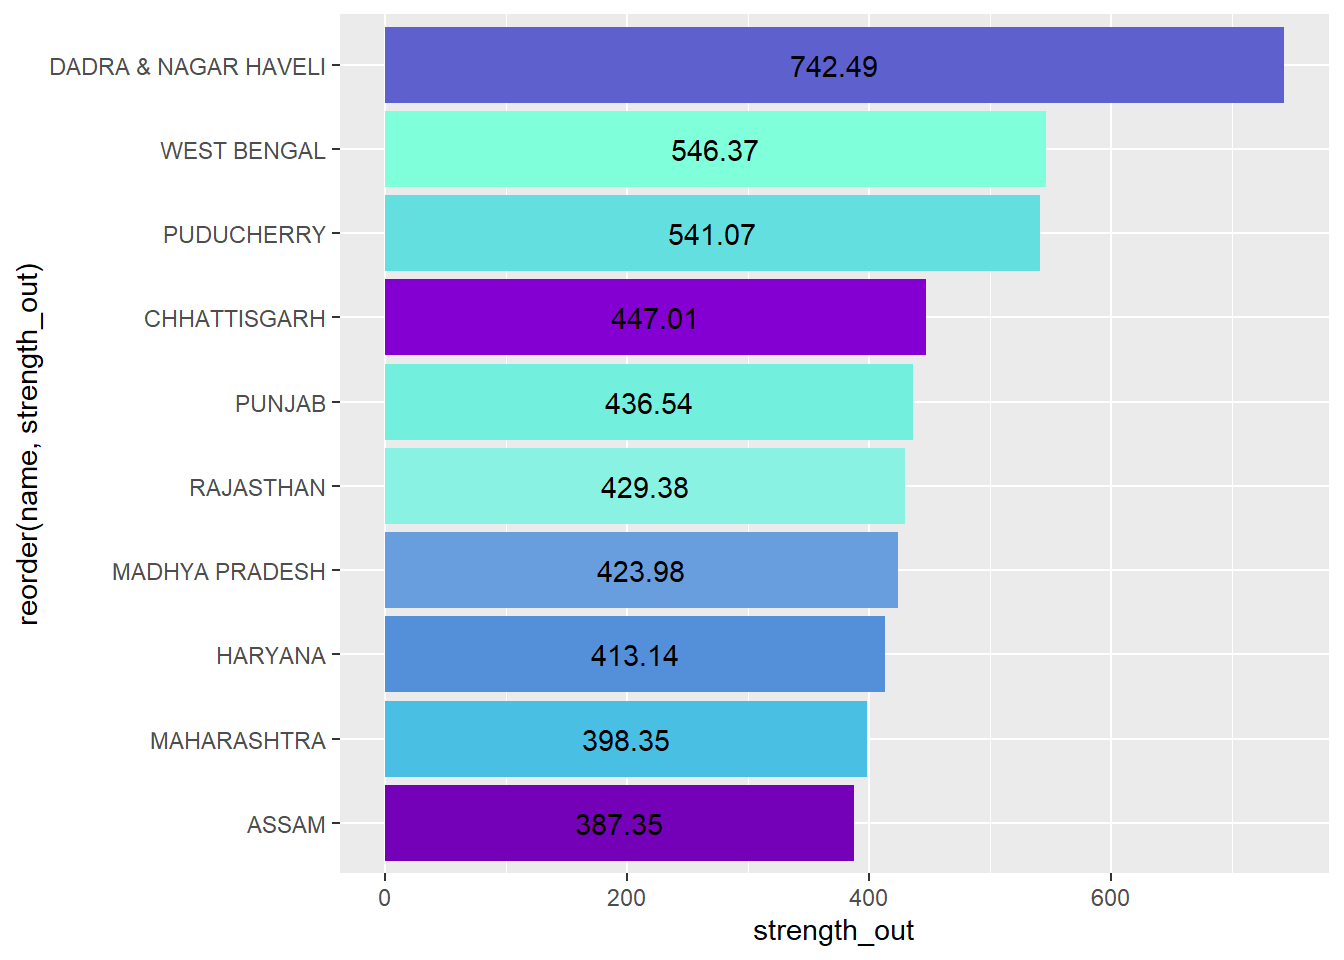 DADRA & NAGAR HAVELI
742.49
WEST BENGAL
546.37
PUDUCHERRY
541.07
CHHATTISGARH
447.01
PUNJAB
436.54
RAJASTHAN
429.38
MADHYA PRADESH
423.98
HARYANA
413.14
MAHARASHTRA
398.35
ASSAM
387.35
reorder(name, strength_out)
0 200 400 600
strength_out